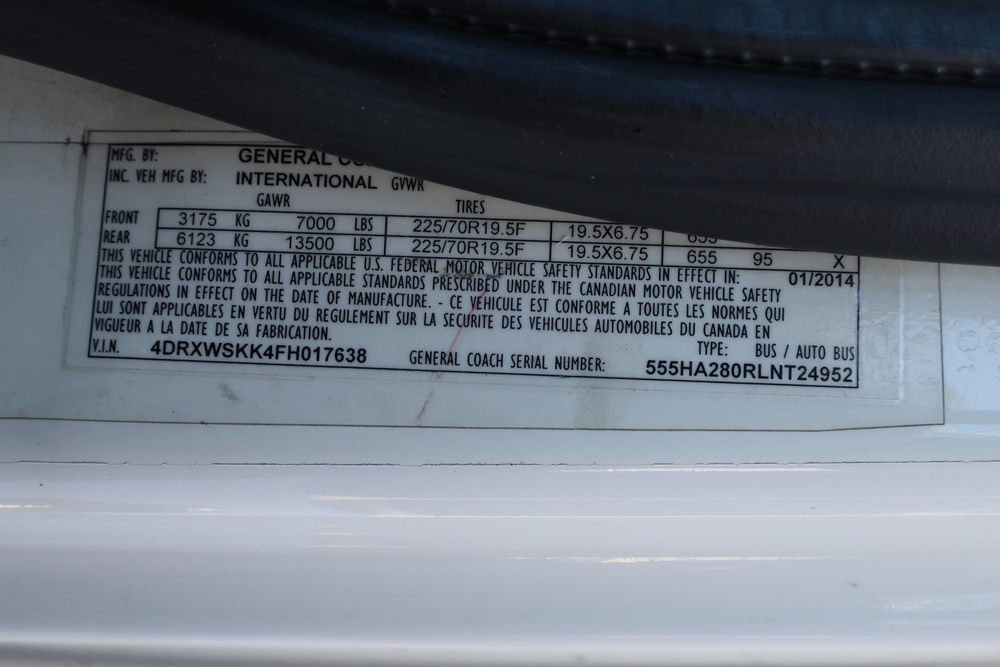 MFG. BY: GENERAL
INC. VEH MFG BY: INTERNATIONAL GVWR
GAWR TIRES
FRONT 3175 KG 7000 LBS 225/70R19.5F 19.5X6.75 655
REAR 6123 KG 13500 LBS 225/70R19.5F 19.5X6.75 655 95 X
THIS VEHICLE CONFORMS TO ALL APPLICABLE U.S. FEDERAL MOTOR VEHICLE SAFETY STANDARDS IN EFFECT IN: 01/2014
THIS VEHICLE CONFORMS TO ALL APPLICABLE STANDARDS PRESCRIBED UNDER THE CANADIAN MOTOR VEHICLE SAFETY
REGULATIONS IN EFFECT ON THE DATE OF MANUFACTURE. - CE VEHICULE EST CONFORME A TOUTES LES NORMES QUI
LUI SONT APPLICABLES EN VERTU DU REGULEMENT SUR LA SECURITE DES VEHICULES AUTOMOBILES DU CANADA EN
VIGUEUR A LA DATE DE SA FABRICATION. TYPE: BUS / AUTO BUS
V.I.N. 4DRXWSKK4FH017638 GENERAL COACH SERIAL NUMBER: 555HA280RLNT24952